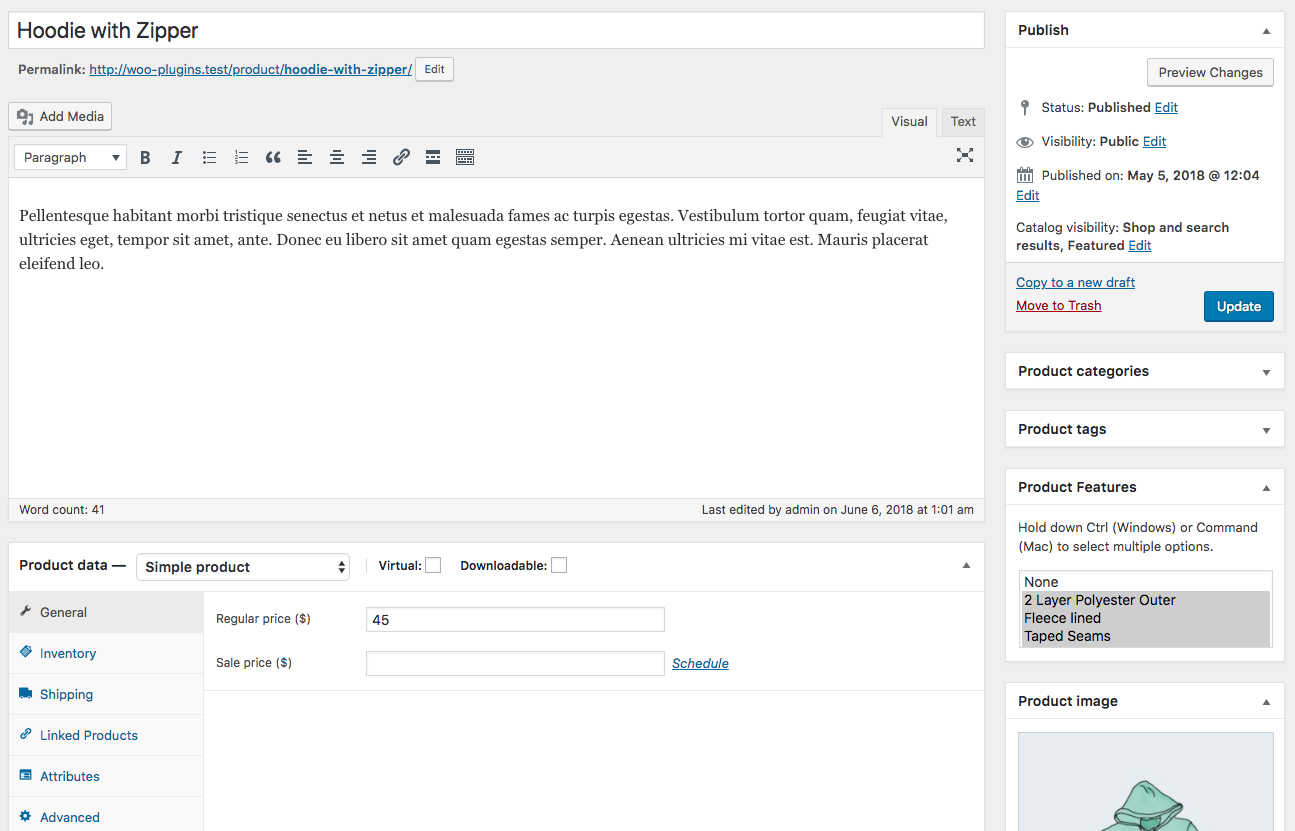 Hoodie with Zipper
Permalink: http://woo-plugins.test/product/hoodie-with-zipper/ Edit
Add Media
Visual Text
Paragraph
Pellentesque habitant morbi tristique senectus et netus et malesuada fames ac turpis egestas. Vestibulum tortor quam, feugiat vitae,
ultricies eget, tempor sit amet, ante. Donec eu libero sit amet quam egestas semper. Aenean ultricies mi vitae est. Mauris placerat
eleifend leo.
Word count: 41
Last edited by admin on June 6, 2018 at 1:01 am
Product data — Simple product Virtual: Downloadable:
General
Inventory
Shipping
Linked Products
Attributes
Advanced
Regular price ($) 45
Sale price ($) Schedule
Publish
Preview Changes
Status: Published Edit
Visibility: Public Edit
Published on: May 5, 2018 @ 12:04
Edit
Catalog visibility: Shop and search
results, Featured Edit
Copy to a new draft
Move to Trash
Update
Product categories
Product tags
Product Features
Hold down Ctrl (Windows) or Command
(Mac) to select multiple options.
None
2 Layer Polyester Outer
Fleece lined
Taped Seams
Product image